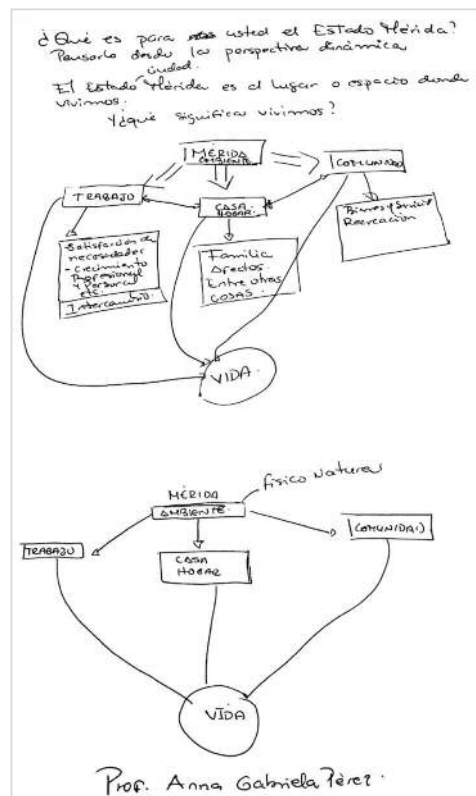 ¿Qué es para usted el Estado Mérida?
Pensarlo desde la perspectiva dinámica
ciudad.
El Estado Mérida es el lugar o espacio donde
vivimos.
Y ¿qué significa vivimos?
MÉRIDA
AMBIENTE
COMUNIDAD
TRABAJO
CASA.
HOGAR
-Satisfacción de
necesidades
- Crecimiento
Profesional
y Personal
etc.
Intercambio.
Familia
Afectos.
Entre otras
COSAS.
Bienes y Servicios
Recreación
VIDA.
físico Natural
MÉRIDA
AMBIENTE.
COMUNIDAD
TRABAJO
CASA
HOGAR
VIDA
Prof. Anna Gabriela Pérez.